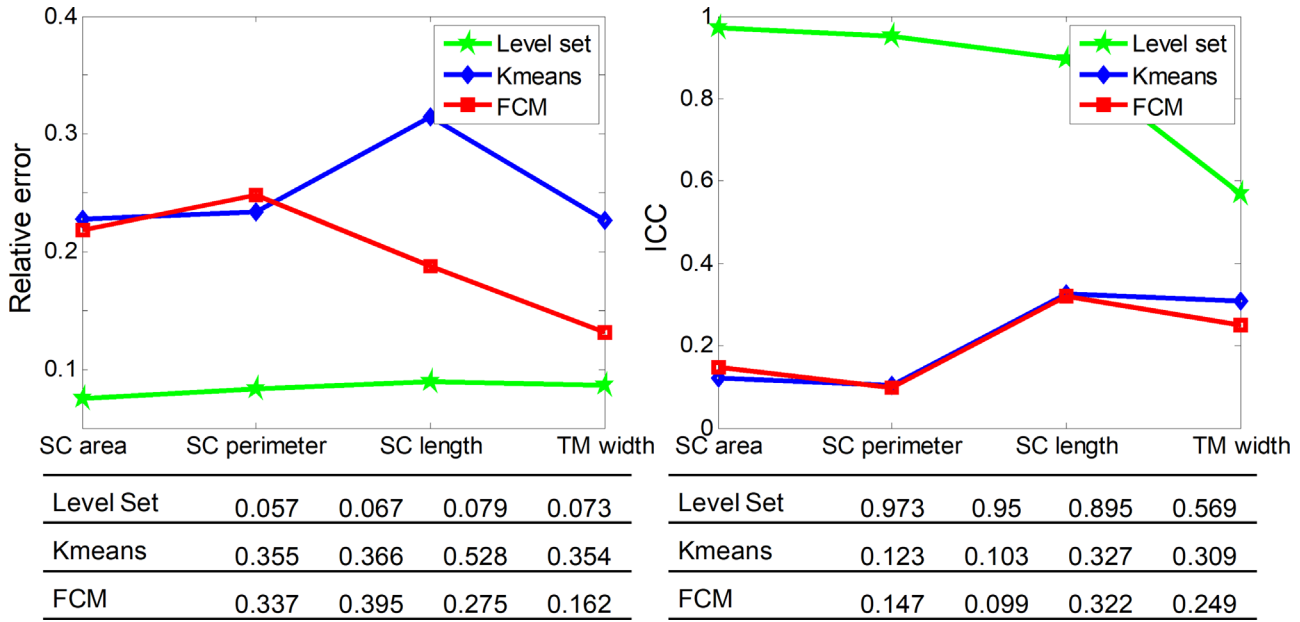 0.4
0.3
0.2
0.1
Relative error
Level set
Kmeans
FCM
SC area SC perimeter SC length TM width
Level Set 0.057 0.067 0.079 0.073
Kmeans 0.355 0.366 0.528 0.354
FCM 0.337 0.395 0.275 0.162
1
0.8
0.6
0.4
0.2
0
ICC
Level set
Kmeans
FCM
SC area SC perimeter SC length TM width
Level Set 0.973 0.95 0.895 0.569
Kmeans 0.123 0.103 0.327 0.309
FCM 0.147 0.099 0.322 0.249